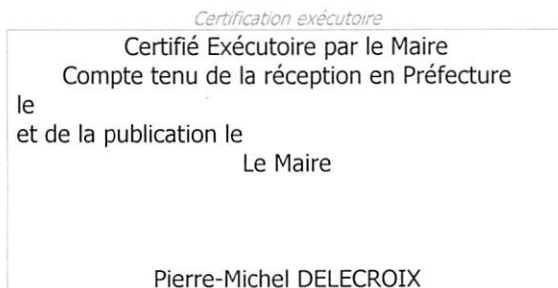 Certification exécutoire
Certifié Exécutoire par le Maire
Compte tenu de la réception en Préfecture
le
et de la publication le
Le Maire
Pierre-Michel DELECROIX